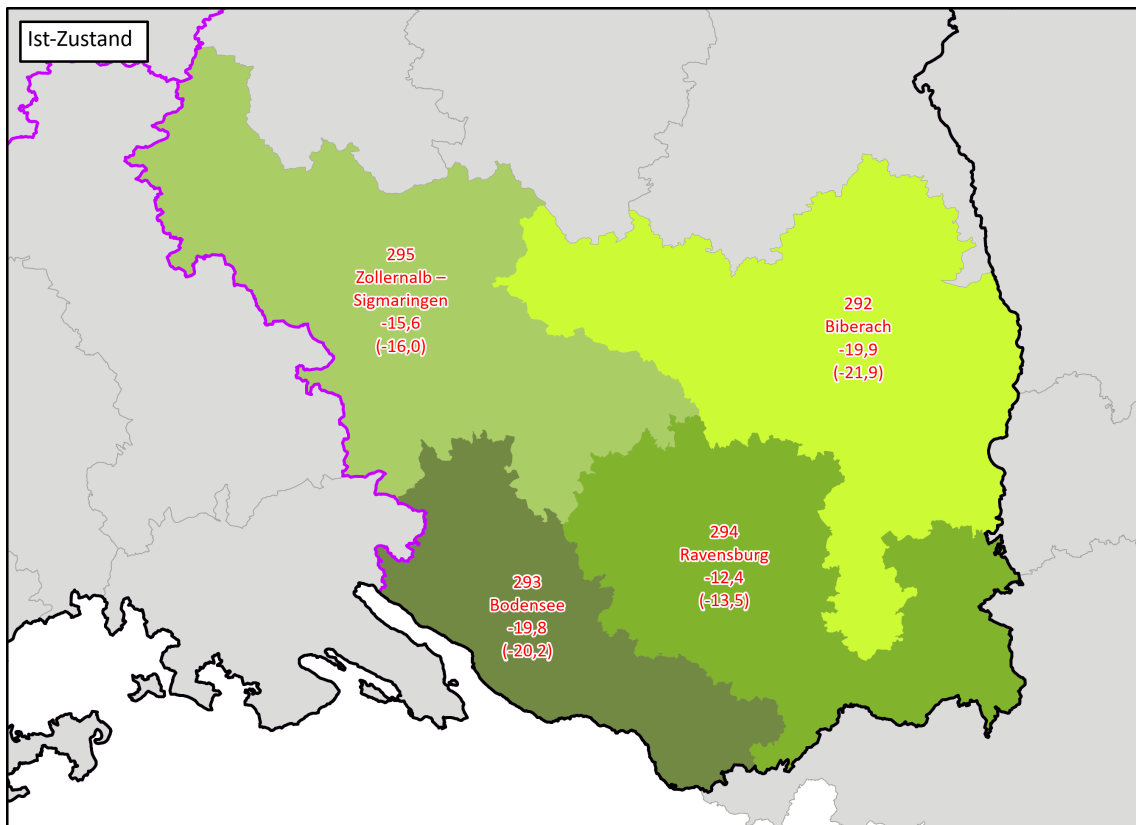 Ist-Zustand
295
Zollernalb –
Sigmaringen
-15,6
(-16,0)
292
Biberach
-19,9
(-21,9)
294
Ravensburg
-12,4
(-13,5)
293
Bodensee
-19,8
(-20,2)